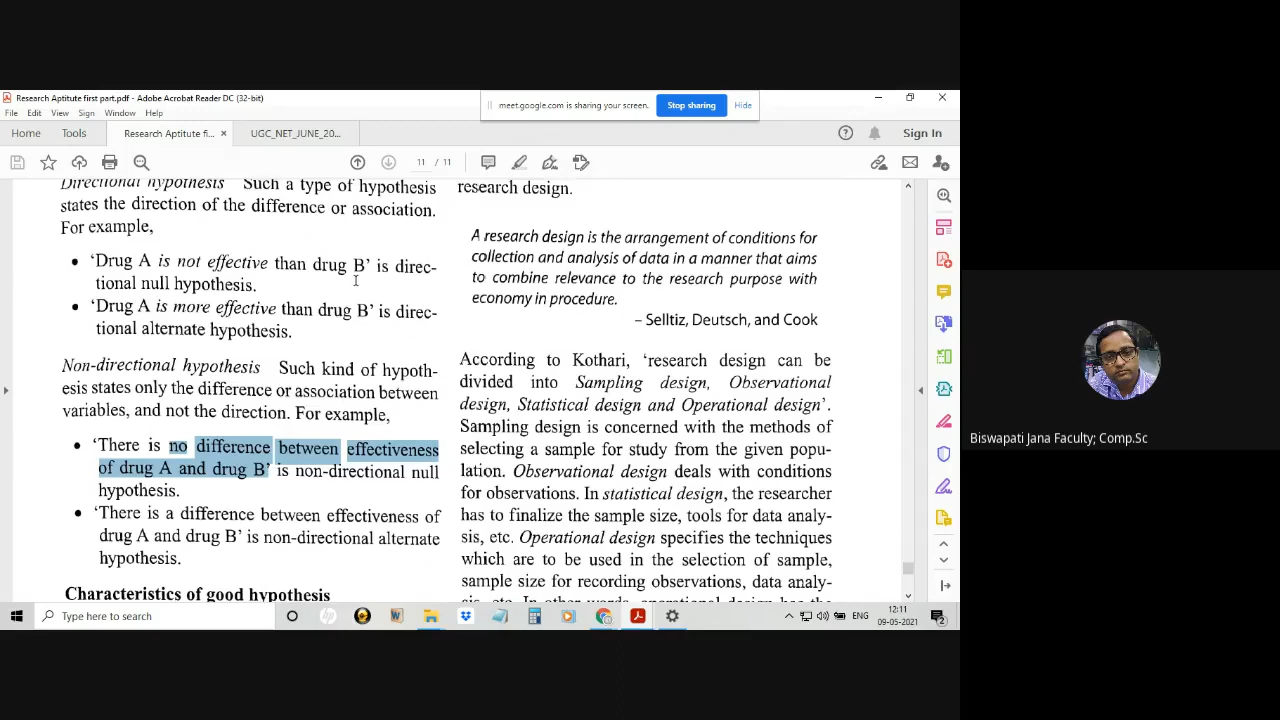 Research Aptitute first part.pdf - Adobe Acrobat Reader DC (32-bit)
meet.google.com is sharing your screen.
Stop sharing
Hide
File Edit View Sign Window Help
Home Tools Research Aptitute fi... × UGC_NET_JUNE_20... Sign In
11 / 11
Directional hypothesis Such a type of hypothesis
states the direction of the difference or association.
For example,
• ‘Drug A is not effective than drug B’ is direc-
tional null hypothesis.
• ‘Drug A is more effective than drug B’ is direc-
tional alternate hypothesis.
Non-directional hypothesis Such kind of hypoth-
esis states only the difference or association between
variables, and not the direction. For example,
• ‘There is no difference between effectiveness
of drug A and drug B’ is non-directional null
hypothesis.
• ‘There is a difference between effectiveness of
drug A and drug B’ is non-directional alternate
hypothesis.
Characteristics of good hypothesis
research design.
A research design is the arrangement of conditions for
collection and analysis of data in a manner that aims
to combine relevance to the research purpose with
economy in procedure.
– Selltiz, Deutsch, and Cook
According to Kothari, ‘research design can be
divided into Sampling design, Observational
design, Statistical design and Operational design’.
Sampling design is concerned with the methods of
selecting a sample for study from the given popu-
lation. Observational design deals with conditions
for observations. In statistical design, the researcher
has to finalize the sample size, tools for data analy-
sis, etc. Operational design specifies the techniques
which are to be used in the selection of sample,
sample size for recording observations, data analy-
sis, etc. In other words, operational design has the
Biswapati Jana Faculty; Comp.Sc
Type here to search
ENG
12:11
09-05-2021
2